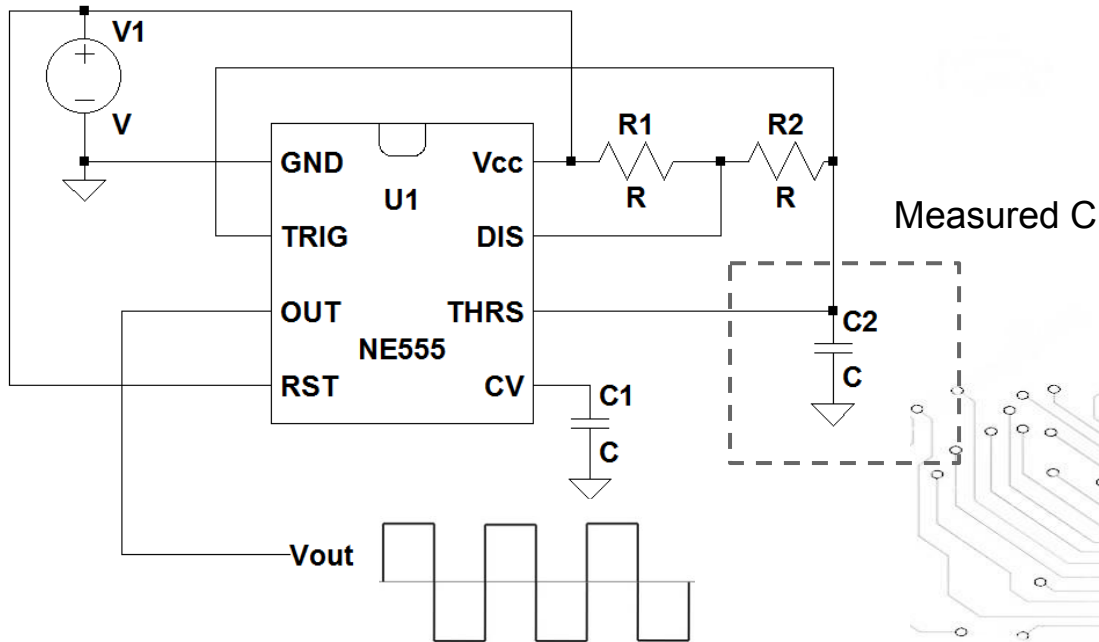 V1
V
R1
R2
R
R
GND
Vcc
U1
TRIG
DIS
Measured C
OUT
THRS
C2
NE555
C
RST
CV
C1
C
Vout